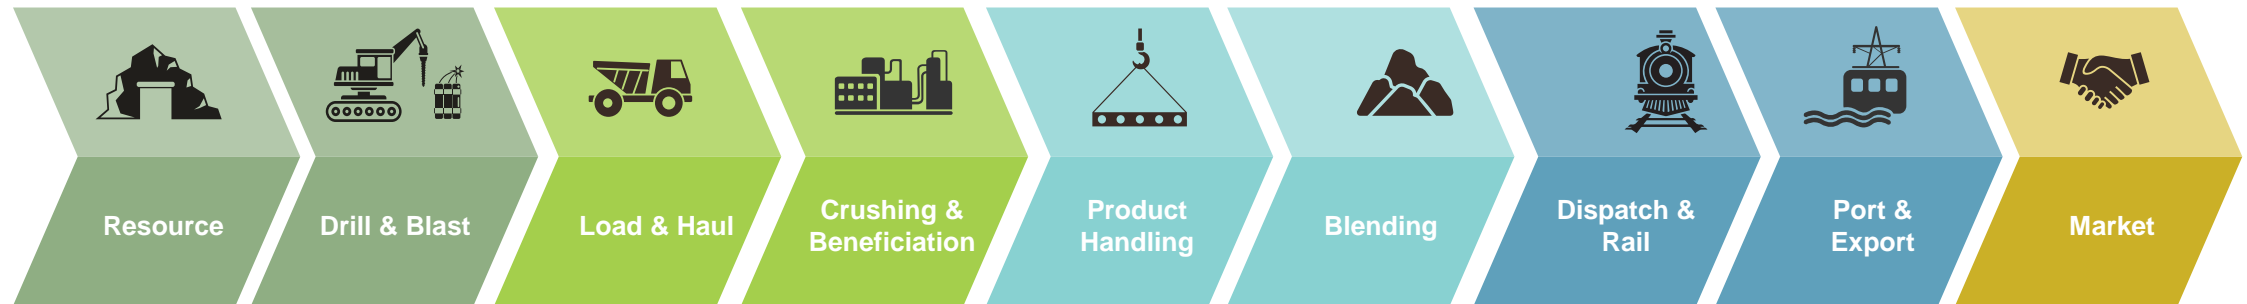 Resource
Drill & Blast
Load & Haul
Crushing &
Beneficiation
Product
Handling
Blending
Dispatch &
Rail
Port &
Export
Market